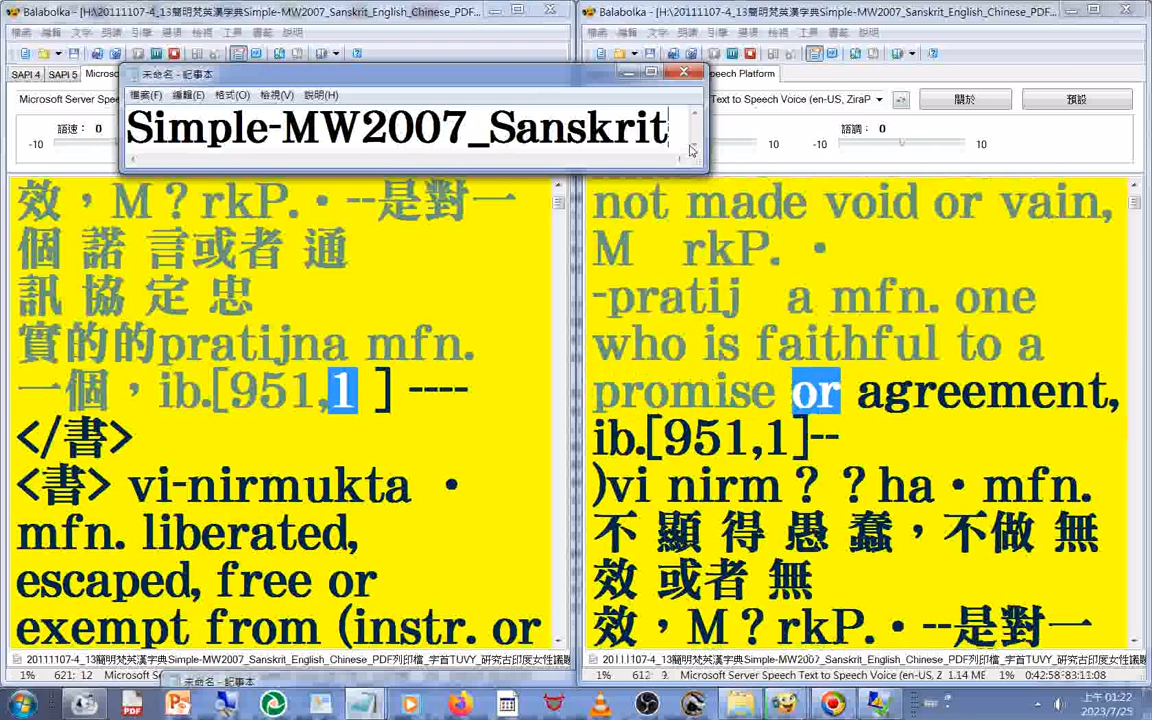 Balabolka - [H:\20111107-4_13簡明梵英漢字典Simple-MW2007_Sanskrit_English_Chinese_PDF...
Balabolka - [H:\20111107-4_13簡明梵英漢字典Simple-MW2007_Sanskrit_English_Chinese_PDF...
SAPI 4
SAPI 5
未命名 - 記事本
檔案(F) 編輯(E) 格式(O) 檢視(V) 說明(H)
Simple-MW2007_Sanskrit
Microsoft Server Spee
語速： 0
-10
Text to Speech Voice (en-US, ZiraP
關於
預設
10
語調： 0
-10
10
效，M？rkP.•--是對一
個 諾 言或者 通
訊 協 定 忠
實的的pratijna mfn.
一個，ib.[951,1 ] ----
</書>
<書> vi-nirmukta •
mfn. liberated,
escaped, free or
exempt from (instr. or
not made void or vain,
M rkP. •
-pratij a mfn. one
who is faithful to a
promise or agreement,
ib.[951,1]--
)vi nirm？？ha•mfn.
不 顯 得 愚 蠢，不做 無
效 或者 無
效，M？rkP.•--是對一
20111107-4_13簡明梵英漢字典Simple-MW2007_Sanskrit_English_Chinese_PDF列印檔_字首TUVY_研究古印度女性議題
20111107-4_13簡明梵英漢字典Simple-MW2007_Sanskrit_English_Chinese_PDF列印檔_字首TUVY_研究古印度女性議題
1% 621: 12 Microsoft S
未命名 - 記事本
1% 612 Microsoft Server Speech Text to Speech Voice (en-US, Z 1.14 MB 1% 0:42:58-83:11:08
上午 01:22
2023/7/25